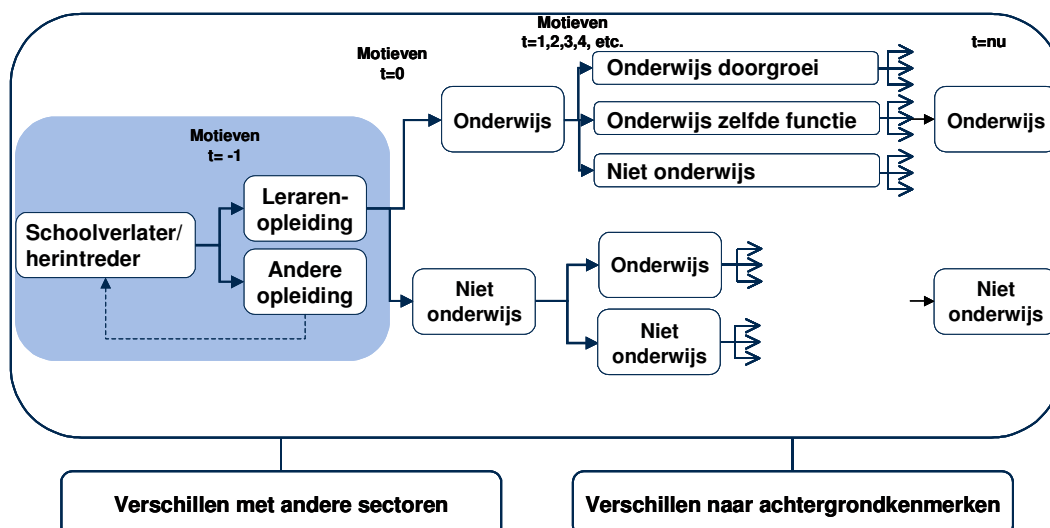 Motieven
t=1,2,3,4, etc.
Motieven
t=0
t=nu
Onderwijs doorgroei
Onderwijs
Onderwijs zelfde functie
Onderwijs
Niet onderwijs
Motieven
t= -1
Leraren-
opleiding
Schoolverlater/
herintreder
Andere
opleiding
Onderwijs
Niet
onderwijs
Niet
onderwijs
Niet
onderwijs
Verschillen met andere sectoren
Verschillen naar achtergrondkenmerken